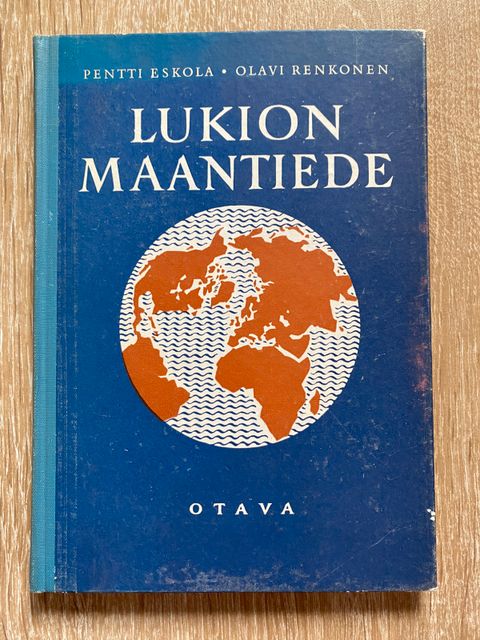 PENTTI ESKOLA • OLAVI RENKONEN
LUKION
MAANTIEDE
OTAVA